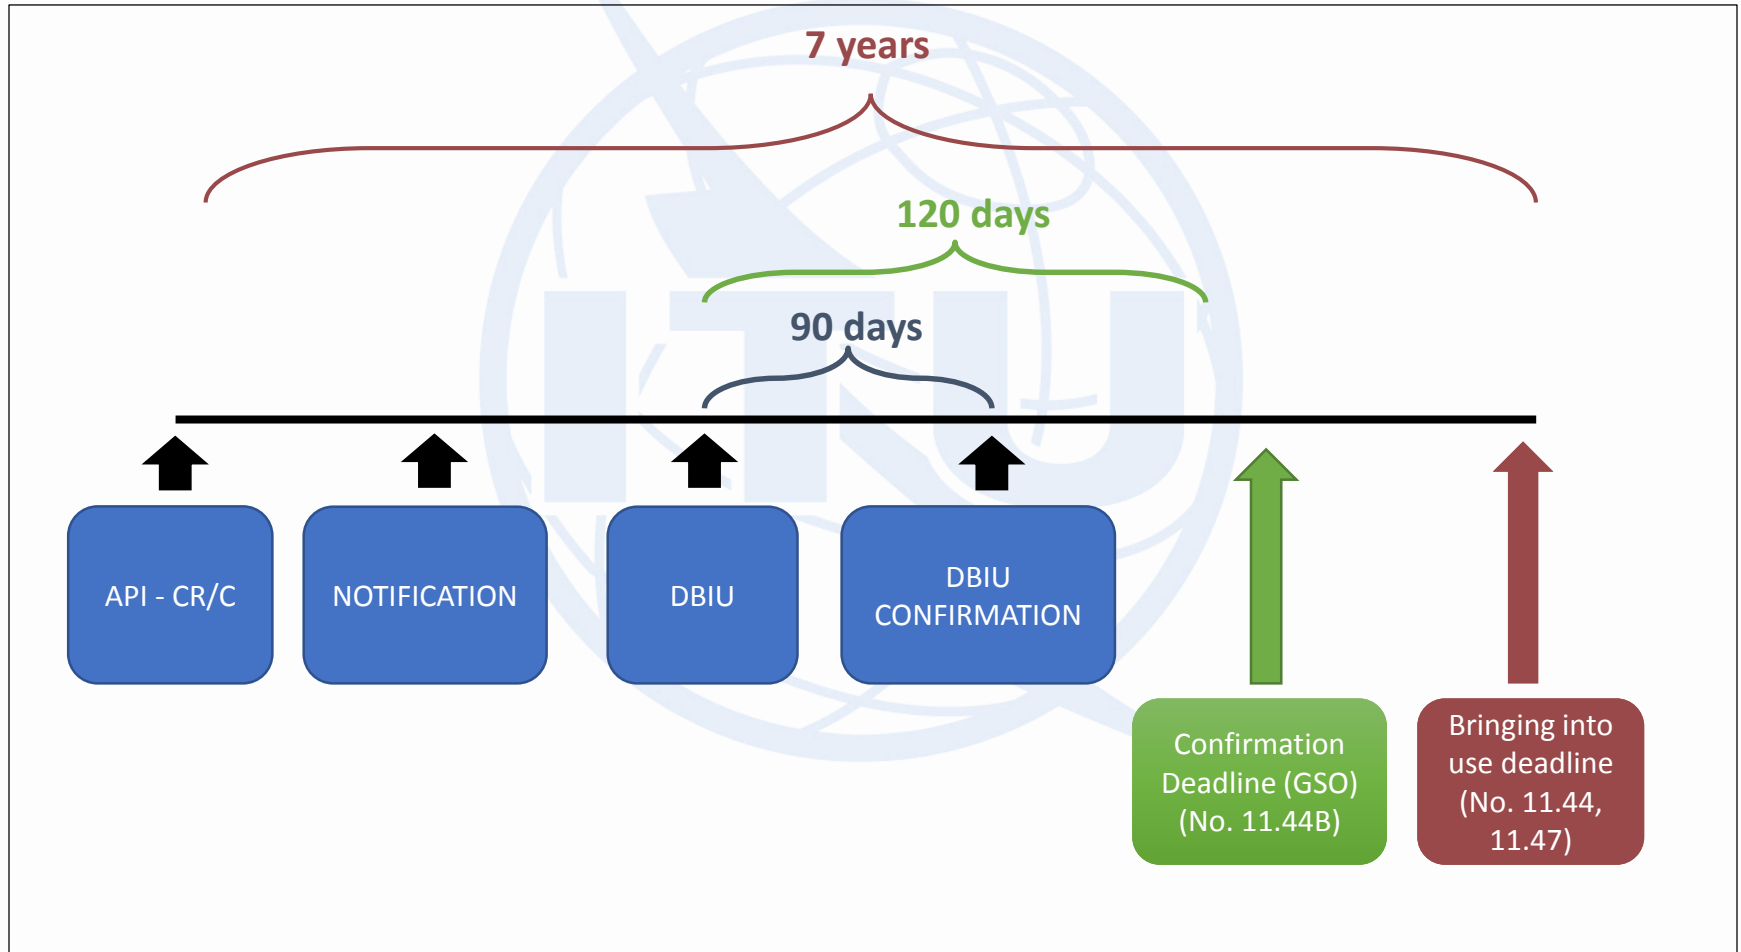 7 years
120 days
90 days
API - CR/C
NOTIFICATION
DBIU
DBIU
CONFIRMATION
Confirmation
Deadline (GSO)
(No. 11.44B)
Bringing into
use deadline
(No. 11.44,
11.47)
ITU